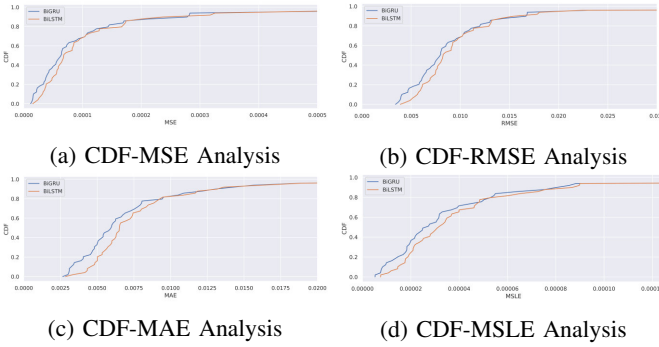 BiGRU
BiLSTM
1.0
0.8
0.6
0.4
0.2
0.0
CDF
0.0000 0.0001 0.0002 0.0003 0.0004 0.0005
MSE
(a) CDF-MSE Analysis
BiGRU
BiLSTM
1.0
0.8
0.6
0.4
0.2
0.0
CDF
0.000 0.005 0.010 0.015 0.020 0.025
RMSE
(b) CDF-RMSE Analysis
BiGRU
BiLSTM
1.0
0.8
0.6
0.4
0.2
0.0
CDF
0.0000 0.0025 0.0050 0.0075 0.0100 0.0125 0.0150 0.0175 0.0200
MAE
(c) CDF-MAE Analysis
BiGRU
BiLSTM
1.0
0.8
0.6
0.4
0.2
0.0
CDF
0.00000 0.00002 0.00004 0.00006 0.00008 0.00010
MSLE
(d) CDF-MSLE Analysis